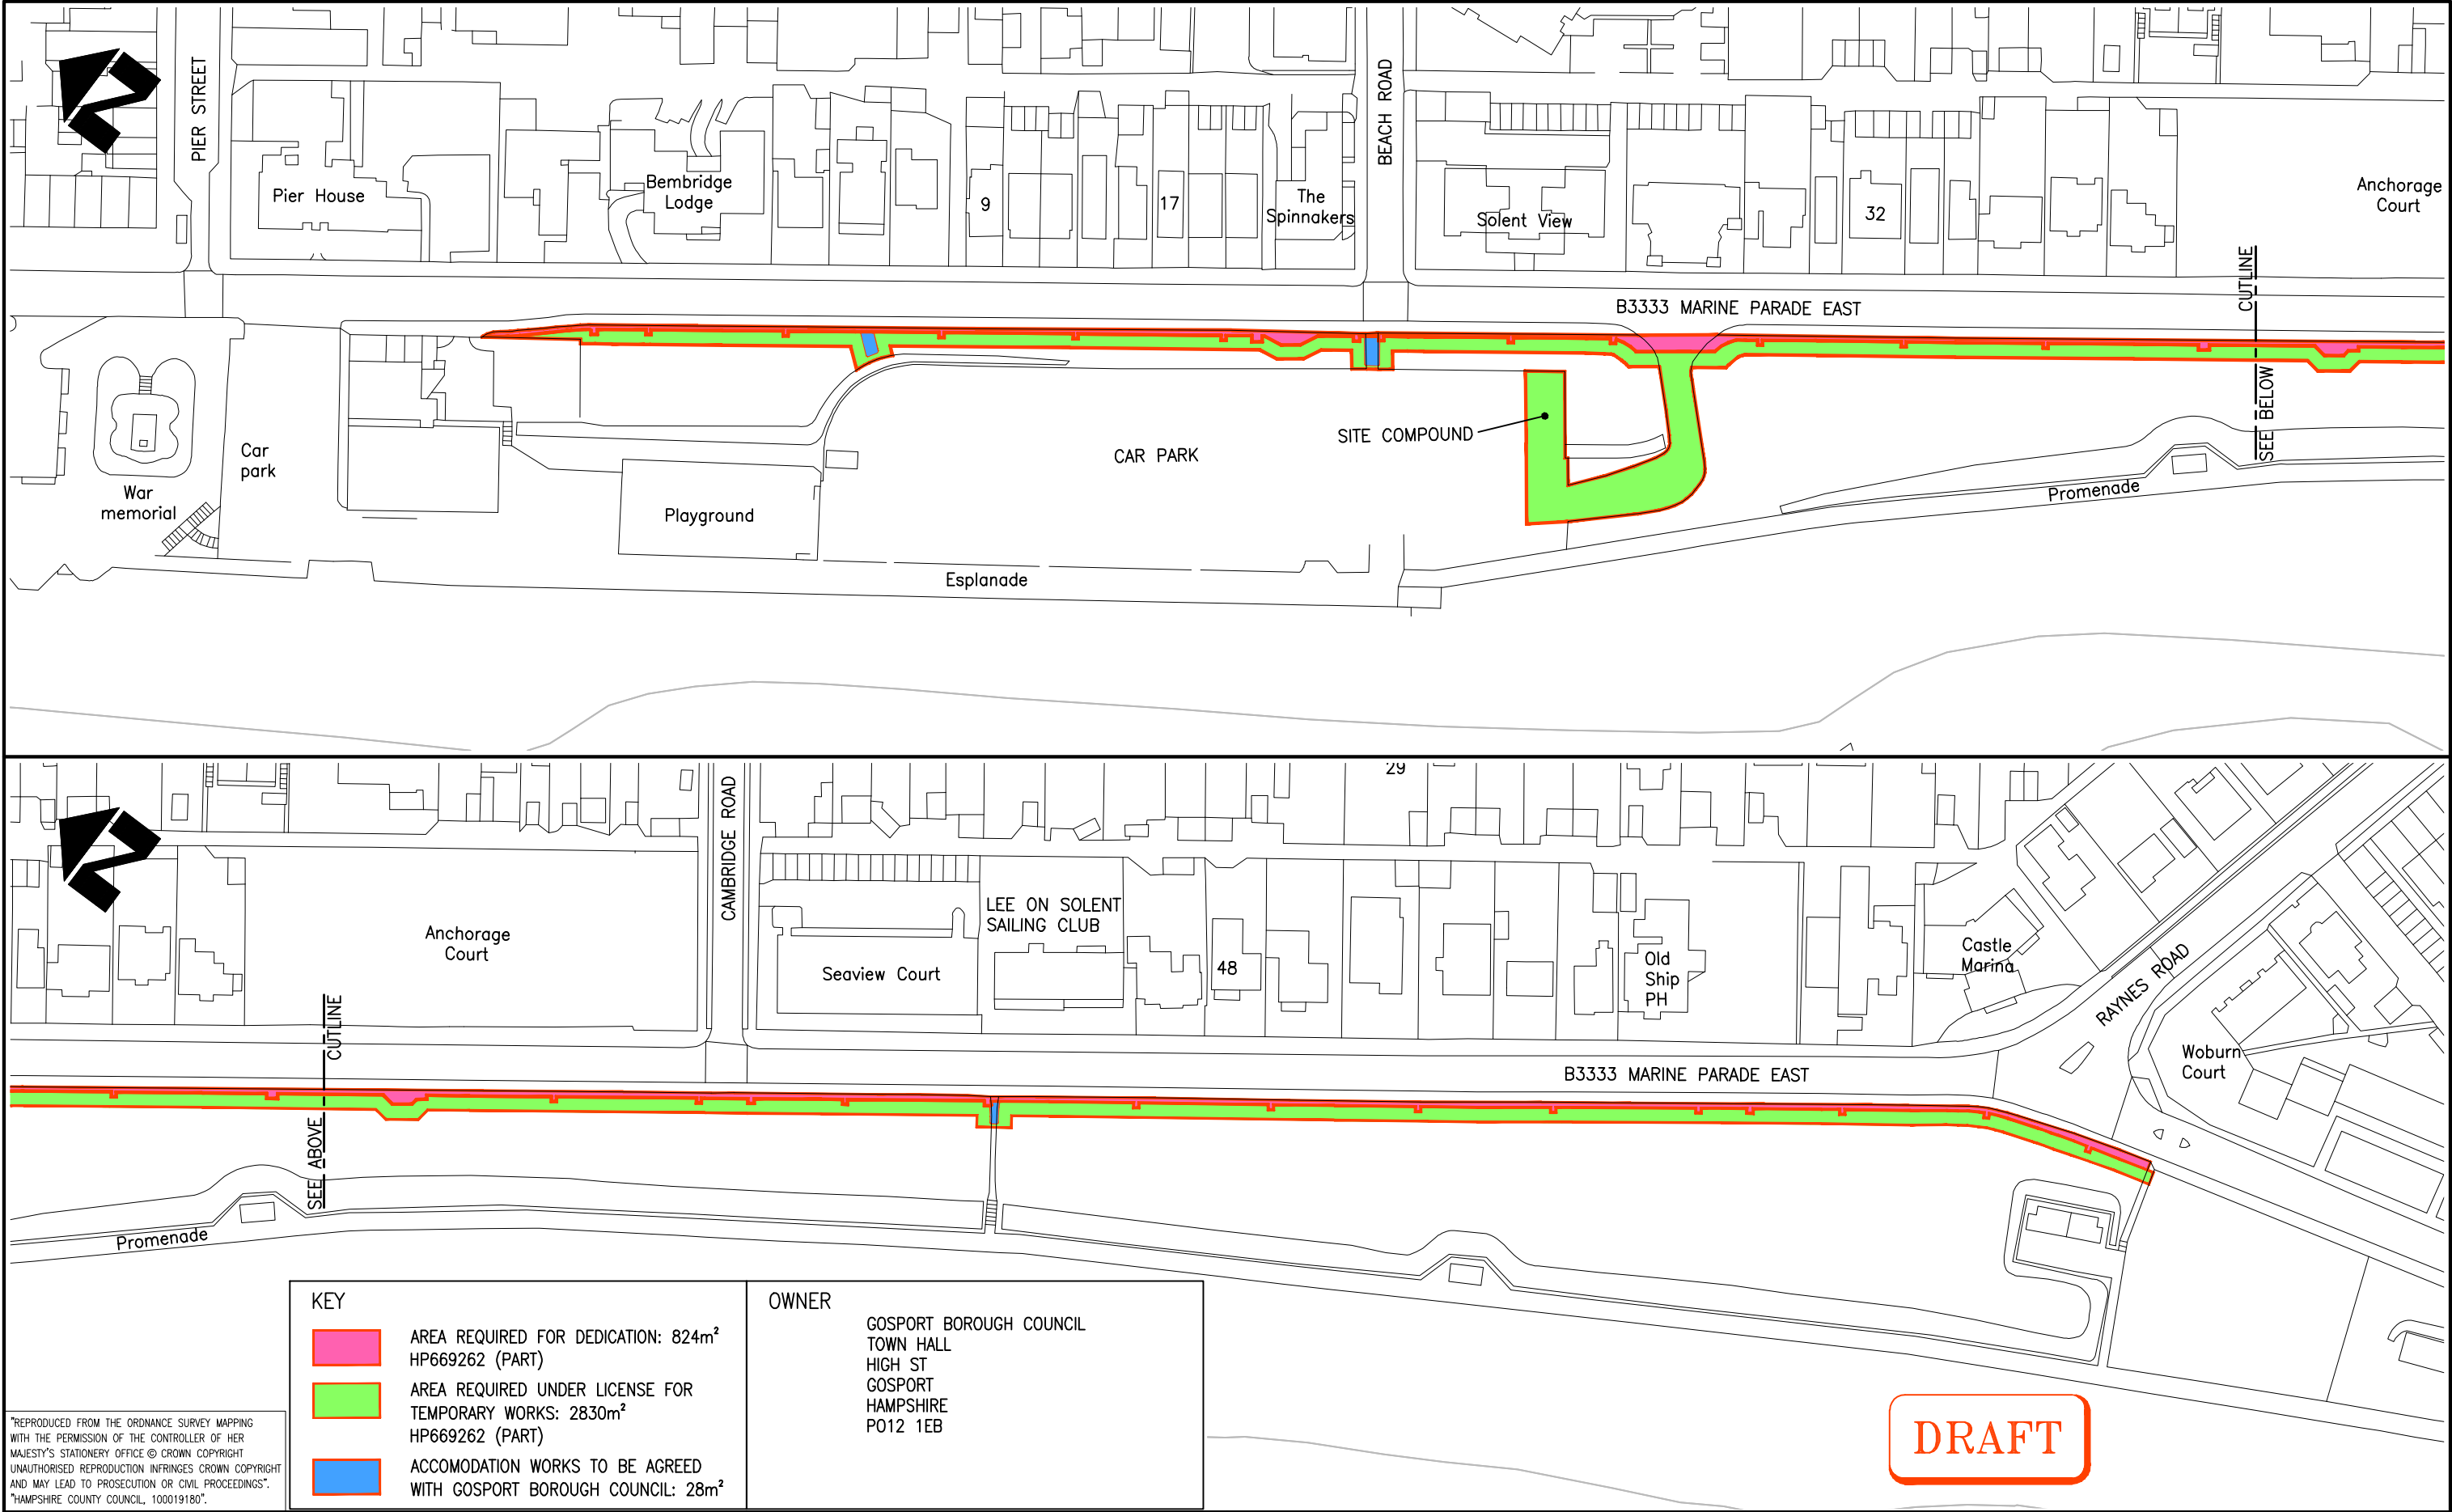 PIER STREET
BEACH ROAD
Pier House
Bembridge
Lodge
9
17
The
Spinnakers
Solent View
32
Anchorage
Court
CUTLINE
SEE BELOW
B3333 MARINE PARADE EAST
War
memorial
Car
park
Playground
CAR PARK
SITE COMPOUND
Promenade
Esplanade
29
CAMBRIDGE ROAD
Anchorage
Court
Seaview Court
LEE ON SOLENT
SAILING CLUB
48
Old
Ship
PH
Castle
Marina
RAYNES ROAD
Woburn
Court
CUTLINE
SEE ABOVE
B3333 MARINE PARADE EAST
Promenade
KEY
AREA REQUIRED FOR DEDICATION: 824m²
HP669262 (PART)
AREA REQUIRED UNDER LICENSE FOR
TEMPORARY WORKS: 2830m²
HP669262 (PART)
ACCOMODATION WORKS TO BE AGREED
WITH GOSPORT BOROUGH COUNCIL: 28m²
OWNER
GOSPORT BOROUGH COUNCIL
TOWN HALL
HIGH ST
GOSPORT
HAMPSHIRE
PO12 1EB
"REPRODUCED FROM THE ORDNANCE SURVEY MAPPING
WITH THE PERMISSION OF THE CONTROLLER OF HER
MAJESTY'S STATIONERY OFFICE © CROWN COPYRIGHT
UNAUTHORISED REPRODUCTION INFRINGES CROWN COPYRIGHT
AND MAY LEAD TO PROSECUTION OR CIVIL PROCEEDINGS".
"HAMPSHIRE COUNTY COUNCIL, 100019180".
DRAFT